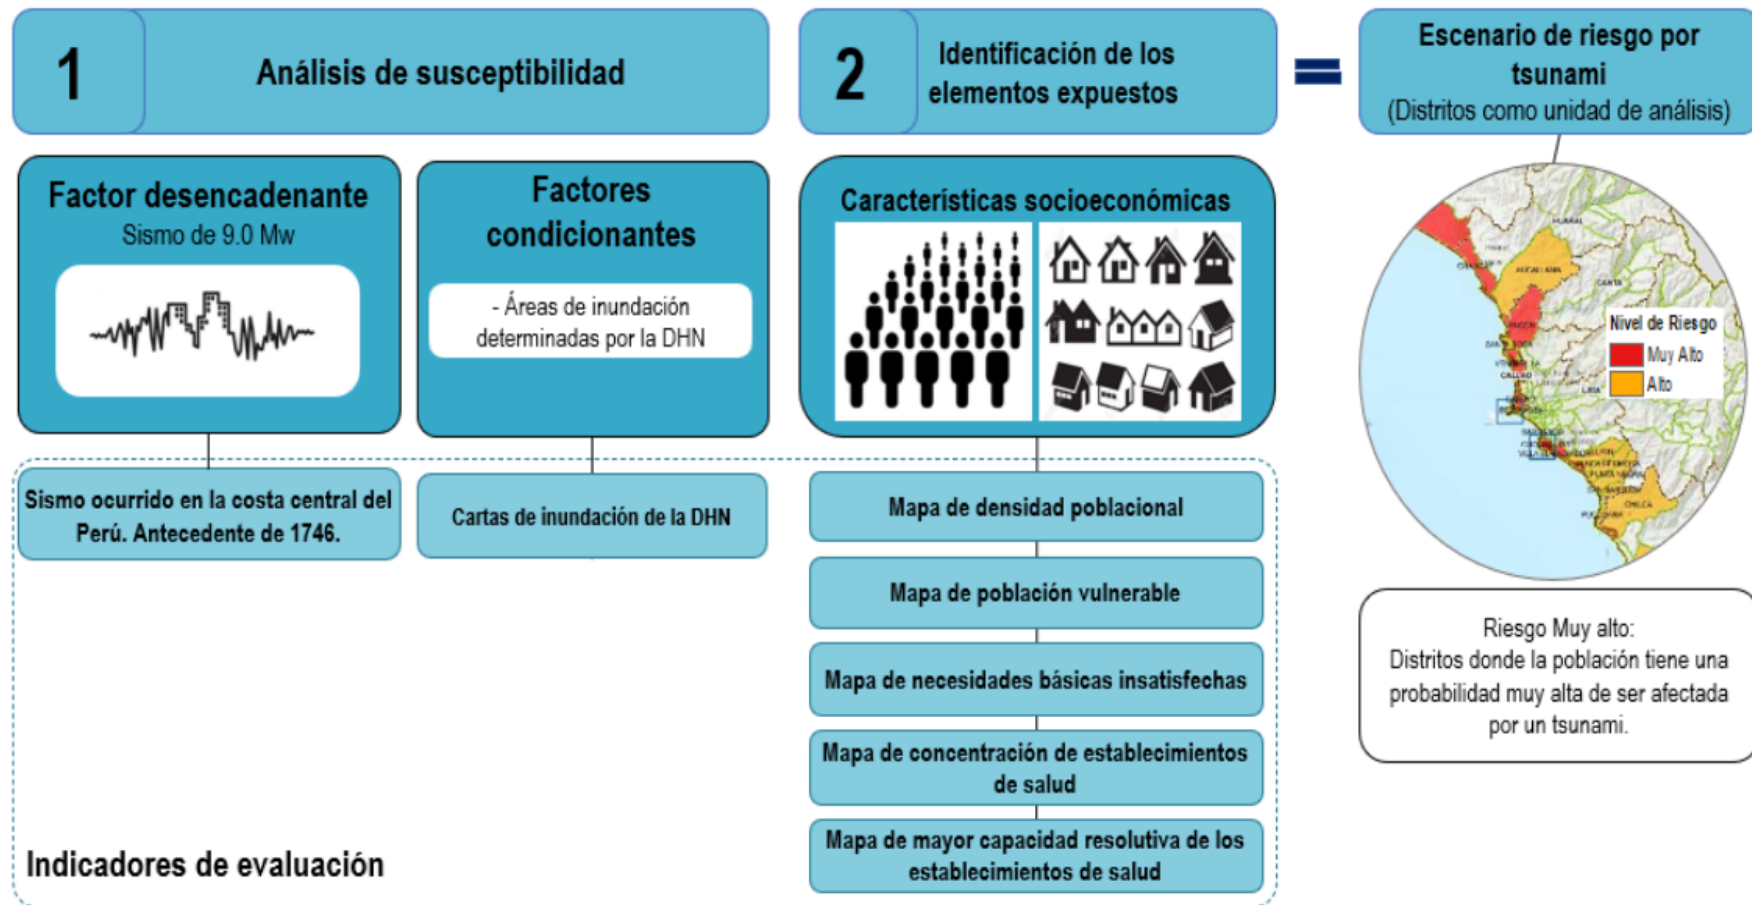 1
Análisis de susceptibilidad
2
Identificación de los
elementos expuestos
Escenario de riesgo por
tsunami
(Distritos como unidad de análisis)
Factor desencadenante
Sismo de 9.0 Mw
Factores
condicionantes
- Áreas de inundación
determinadas por la DHN
Características socioeconómicas
Sismo ocurrido en la costa central del
Perú. Antecedente de 1746.
Cartas de inundación de la DHN
Mapa de densidad poblacional
Mapa de población vulnerable
Mapa de necesidades básicas insatisfechas
Mapa de concentración de establecimientos
de salud
Mapa de mayor capacidad resolutiva de los
establecimientos de salud
Indicadores de evaluación
HUARAL
CANTA
Nivel de Riesgo
Muy Alto
Alto
CALLAO
LIMA
CHILCA
Riesgo Muy alto:
Distritos donde la población tiene una
probabilidad muy alta de ser afectada
por un tsunami.